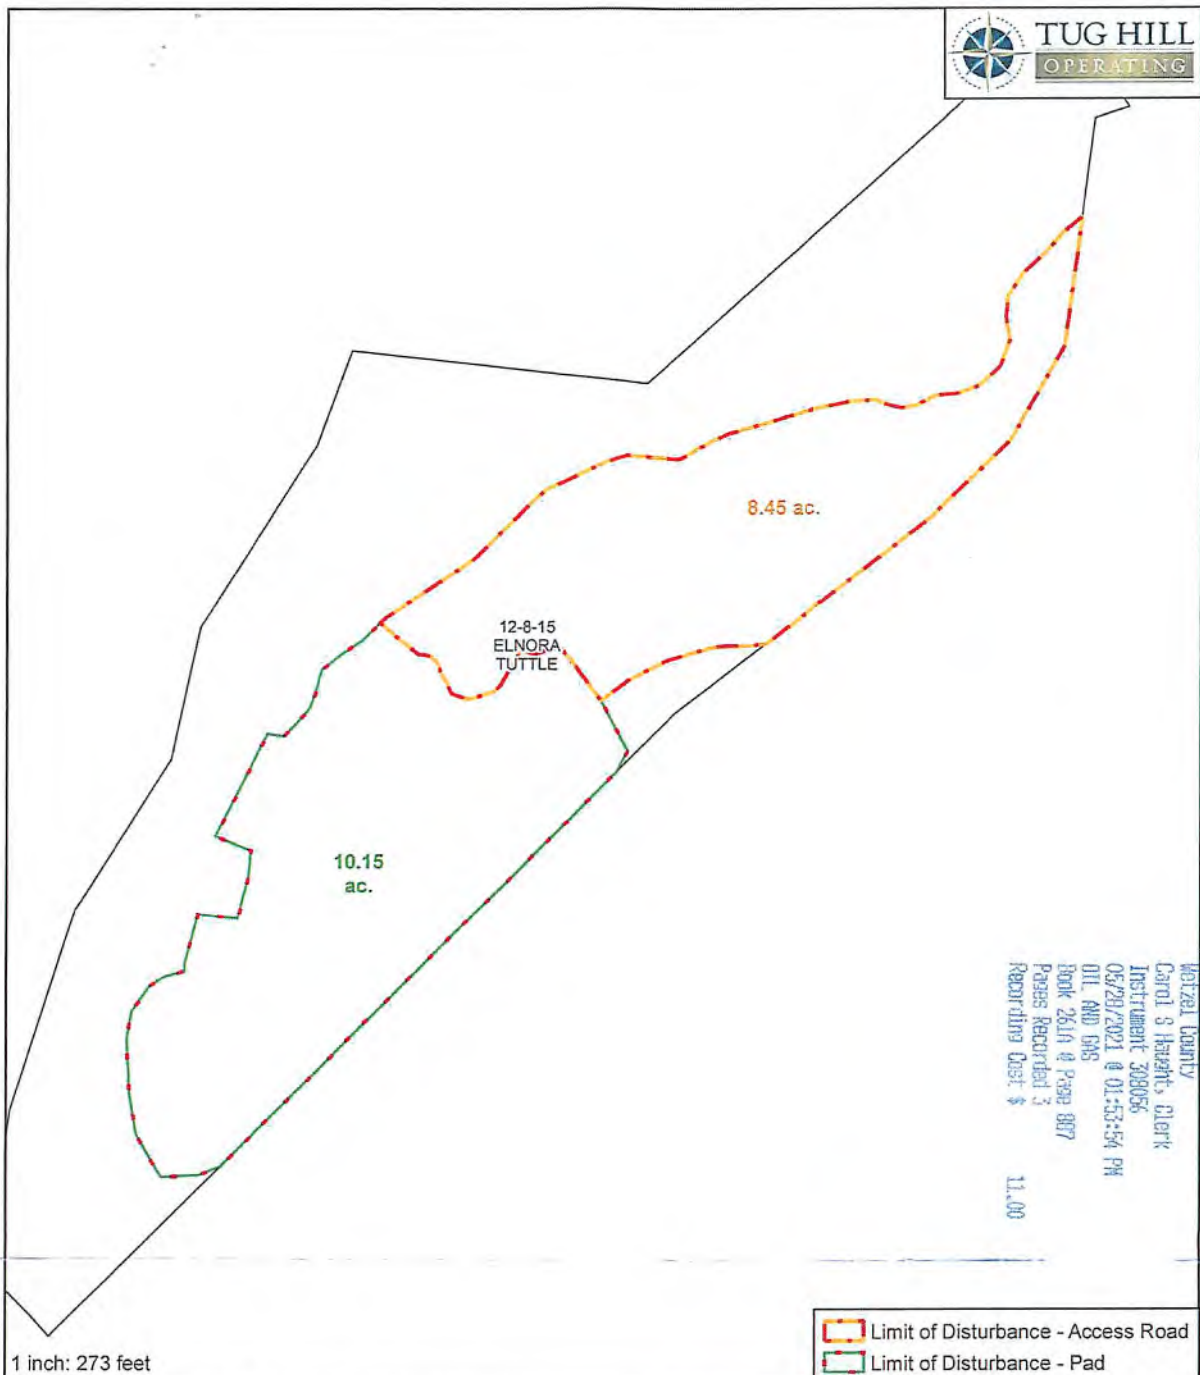 TUG HILL
OPERATING
8.45 ac.
12-8-15
ELNORA
TUTTLE
10.15
ac.
Wetzel County
Carol S Haught, Clerk
Instrument 308056
05/28/2021 @ 01:53:54 PM
OIL AND GAS
Book 261A @ Page 887
Pages Recorded 3
Recording Cost $ 11.00
Limit of Disturbance - Access Road
Limit of Disturbance - Pad
1 inch: 273 feet